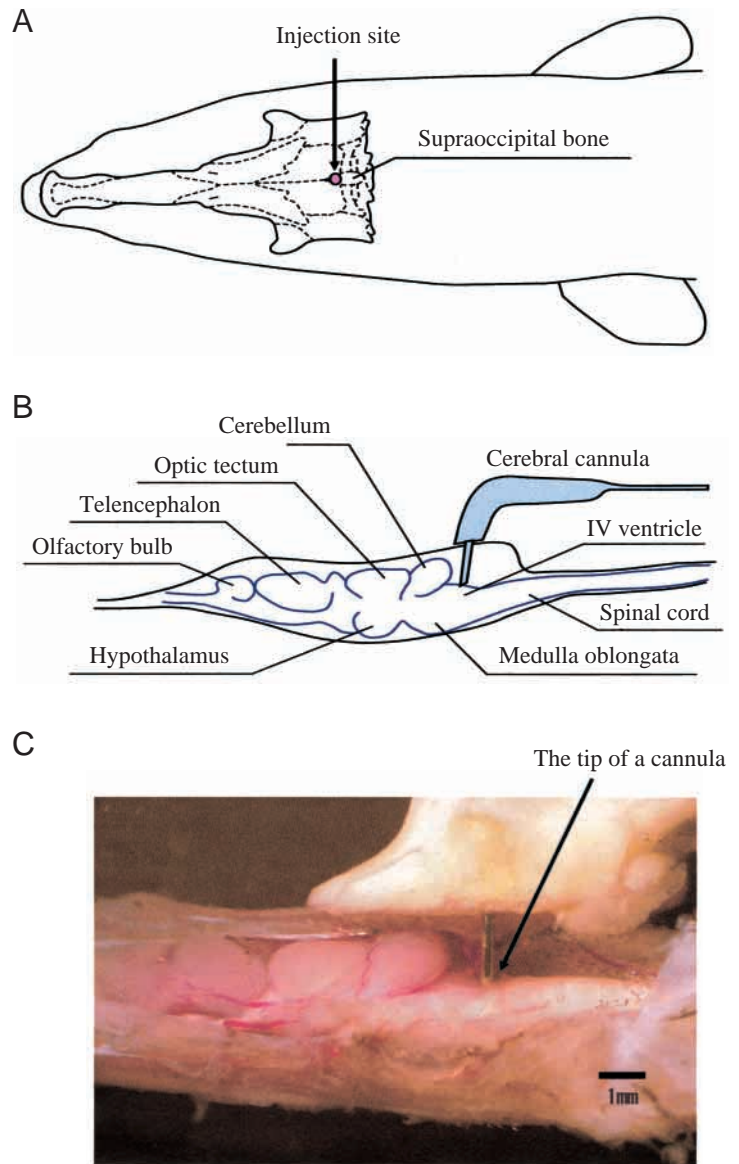 A
Injection site
Supraoccipital bone
B
Cerebellum
Optic tectum
Telencephalon
Olfactory bulb
Hypothalamus
Cerebral cannula
IV ventricle
Spinal cord
Medulla oblongata
C
The tip of a cannula
1mm